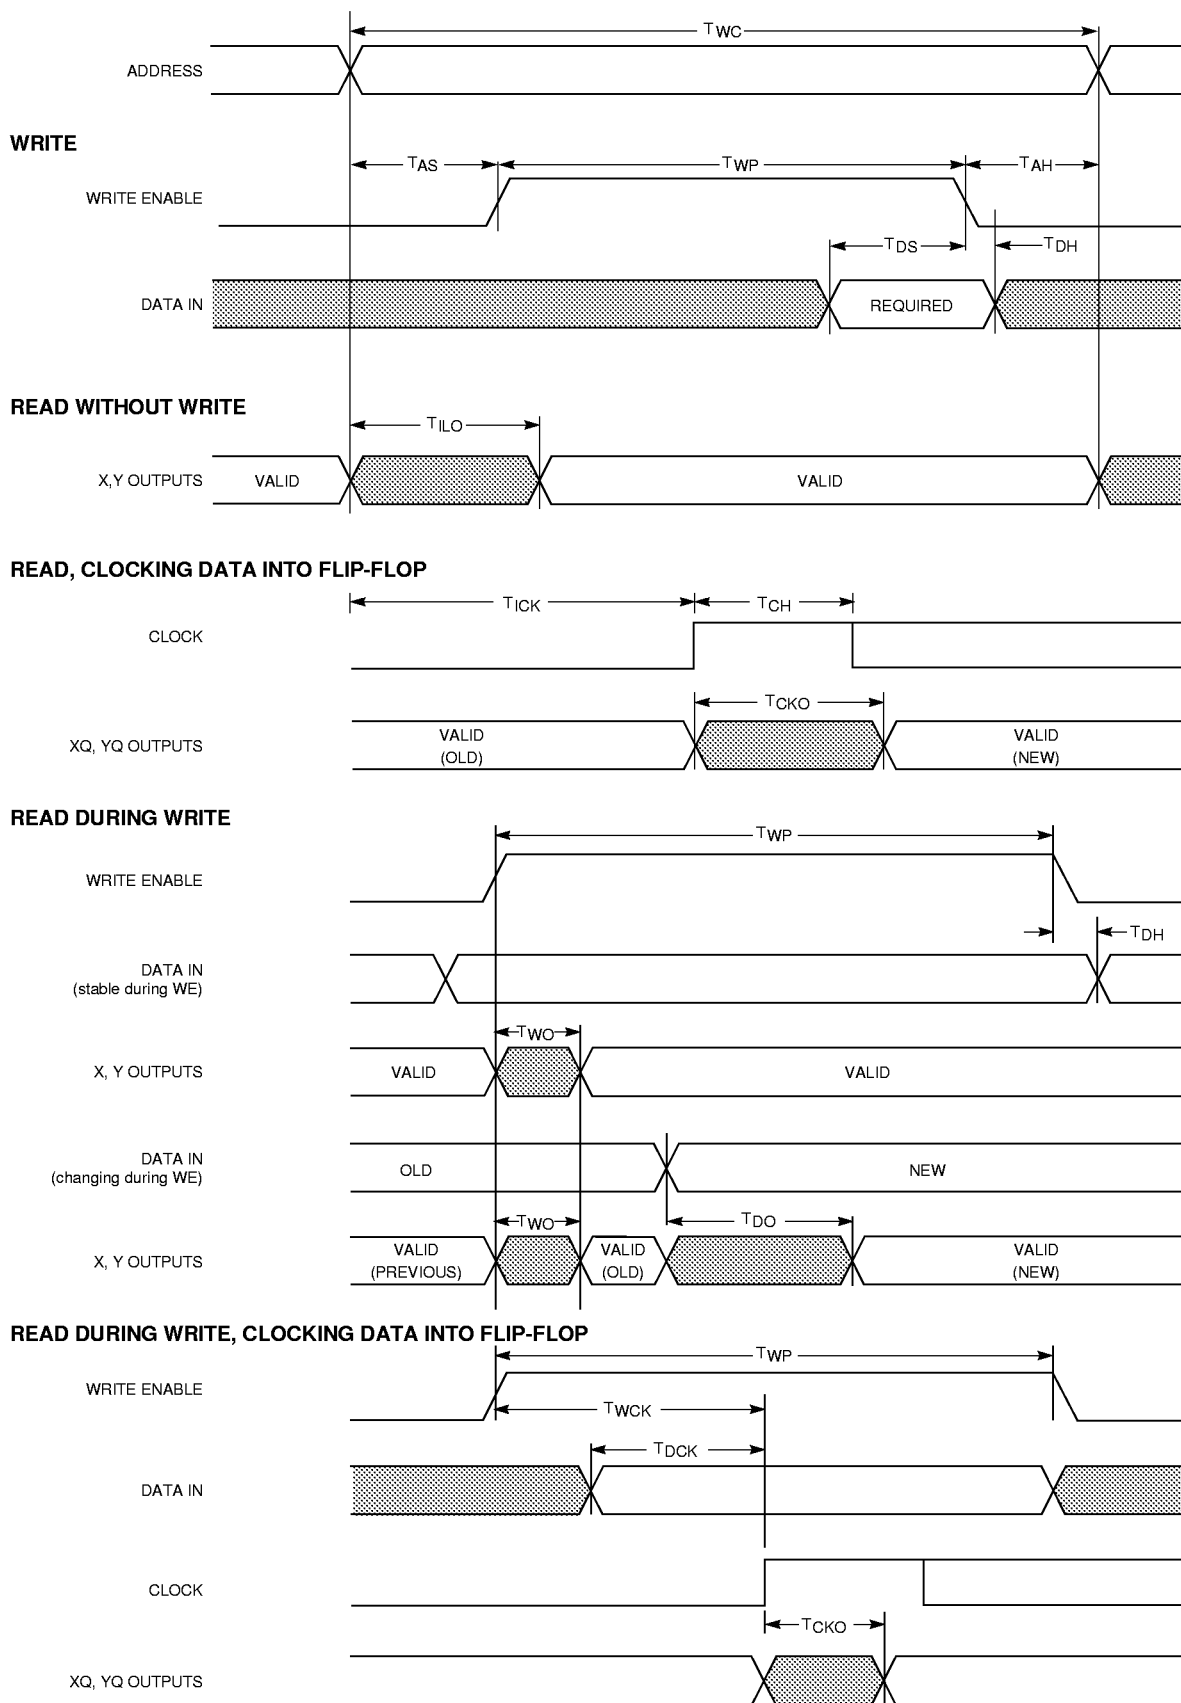 TWC
ADDRESS
WRITE
TAS
TWP
TAH
WRITE ENABLE
TDS
TDH
DATA IN
REQUIRED
READ WITHOUT WRITE
TILO
X,Y OUTPUTS
VALID
VALID
READ, CLOCKING DATA INTO FLIP-FLOP
TICK
TCH
CLOCK
TCKO
XQ, YQ OUTPUTS
VALID
(OLD)
VALID
(NEW)
READ DURING WRITE
TWP
WRITE ENABLE
TDH
DATA IN
(stable during WE)
TWO
X, Y OUTPUTS
VALID
VALID
DATA IN
(changing during WE)
OLD
NEW
TWO
TDO
X, Y OUTPUTS
VALID
(PREVIOUS)
VALID
(OLD)
VALID
(NEW)
READ DURING WRITE, CLOCKING DATA INTO FLIP-FLOP
TWP
WRITE ENABLE
TWCK
TDCK
DATA IN
CLOCK
TCKO
XQ, YQ OUTPUTS